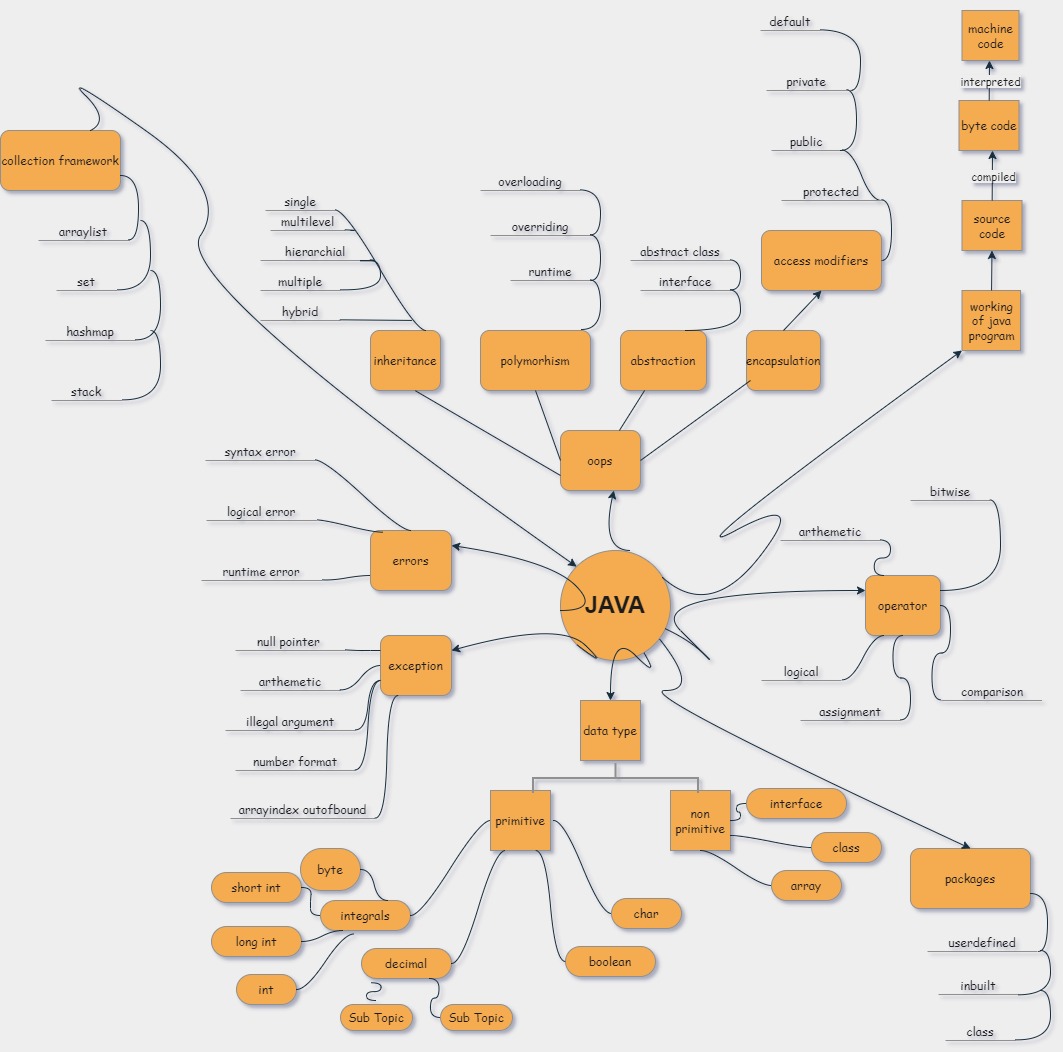 default
machine
code
private
interpreted
byte code
public
collection framework
compiled
overloading
protected
single
source
code
multilevel
arraylist
overriding
hierarchial
abstract class
access modifiers
set
runtime
multiple
interface
hybrid
working
of java
program
hashmap
inheritance
polymorhism
abstraction
encapsulation
stack
syntax error
oops
bitwise
logical error
arthemetic
errors
runtime error
JAVA
operator
null pointer
exception
arthemetic
logical
comparison
illegal argument
assignment
data type
number format
arrayindex outofbound
primitive
non
primitive
interface
class
byte
short int
integrals
array
packages
char
long int
userdefined
decimal
boolean
int
inbuilt
Sub Topic
Sub Topic
class